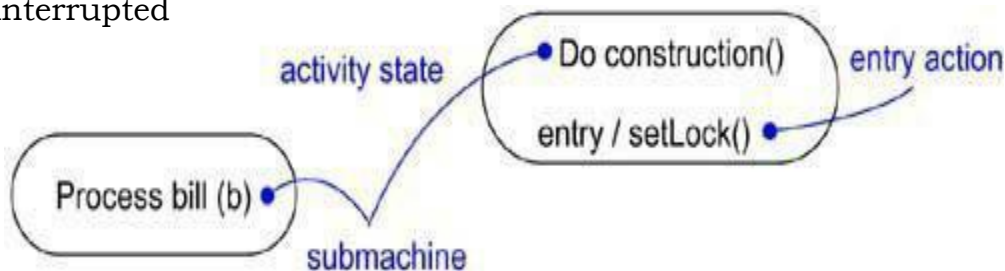 interrupted
Do construction()
activity state
entry action
entry / setLock()
Process bill (b)
submachine